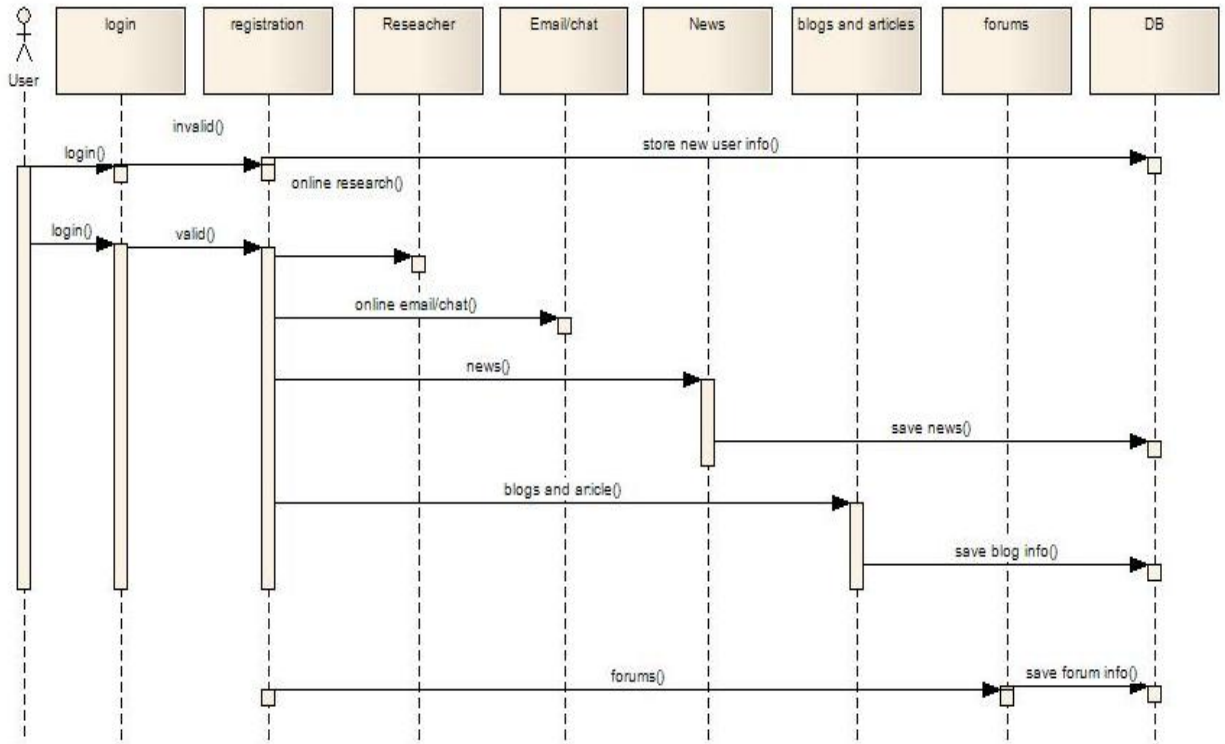 login
registration
Reseacher
Email/chat
News
blogs and articles
forums
DB
User
invalid()
login()
store new user info()
online research()
login()
valid()
online email/chat()
news()
save news()
blogs and article()
save blog info()
forums()
save forum info()